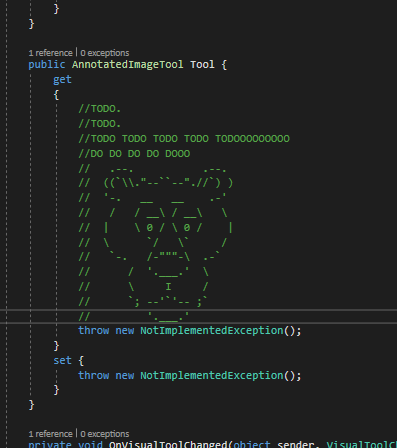 }
}
1 reference | 0 exceptions
public AnnotatedImageTool Tool {
get
{
//TODO.
//TODO.
//TODO TODO TODO TODO TODOOOOOOOOO
//DO DO DO DO DOOO
//   .--.           .--.
//  ((`\\."--``--".//`) )
//  '-.   __   __    .-'
//   /   / __\ / __\   \
//  |    \ 0 / \ 0 /    |
//  \      `/   \`     /
//   `-.   /-"""-\  .-`
//      /  '.___.'  \
//      \     I     /
//      `; --'`'-- ;`
//         '.___.'
throw new NotImplementedException();
}
set {
throw new NotImplementedException();
}
}
1 reference | 0 exceptions
private void OnVisualToolChanged(object sender, VisualToolCh